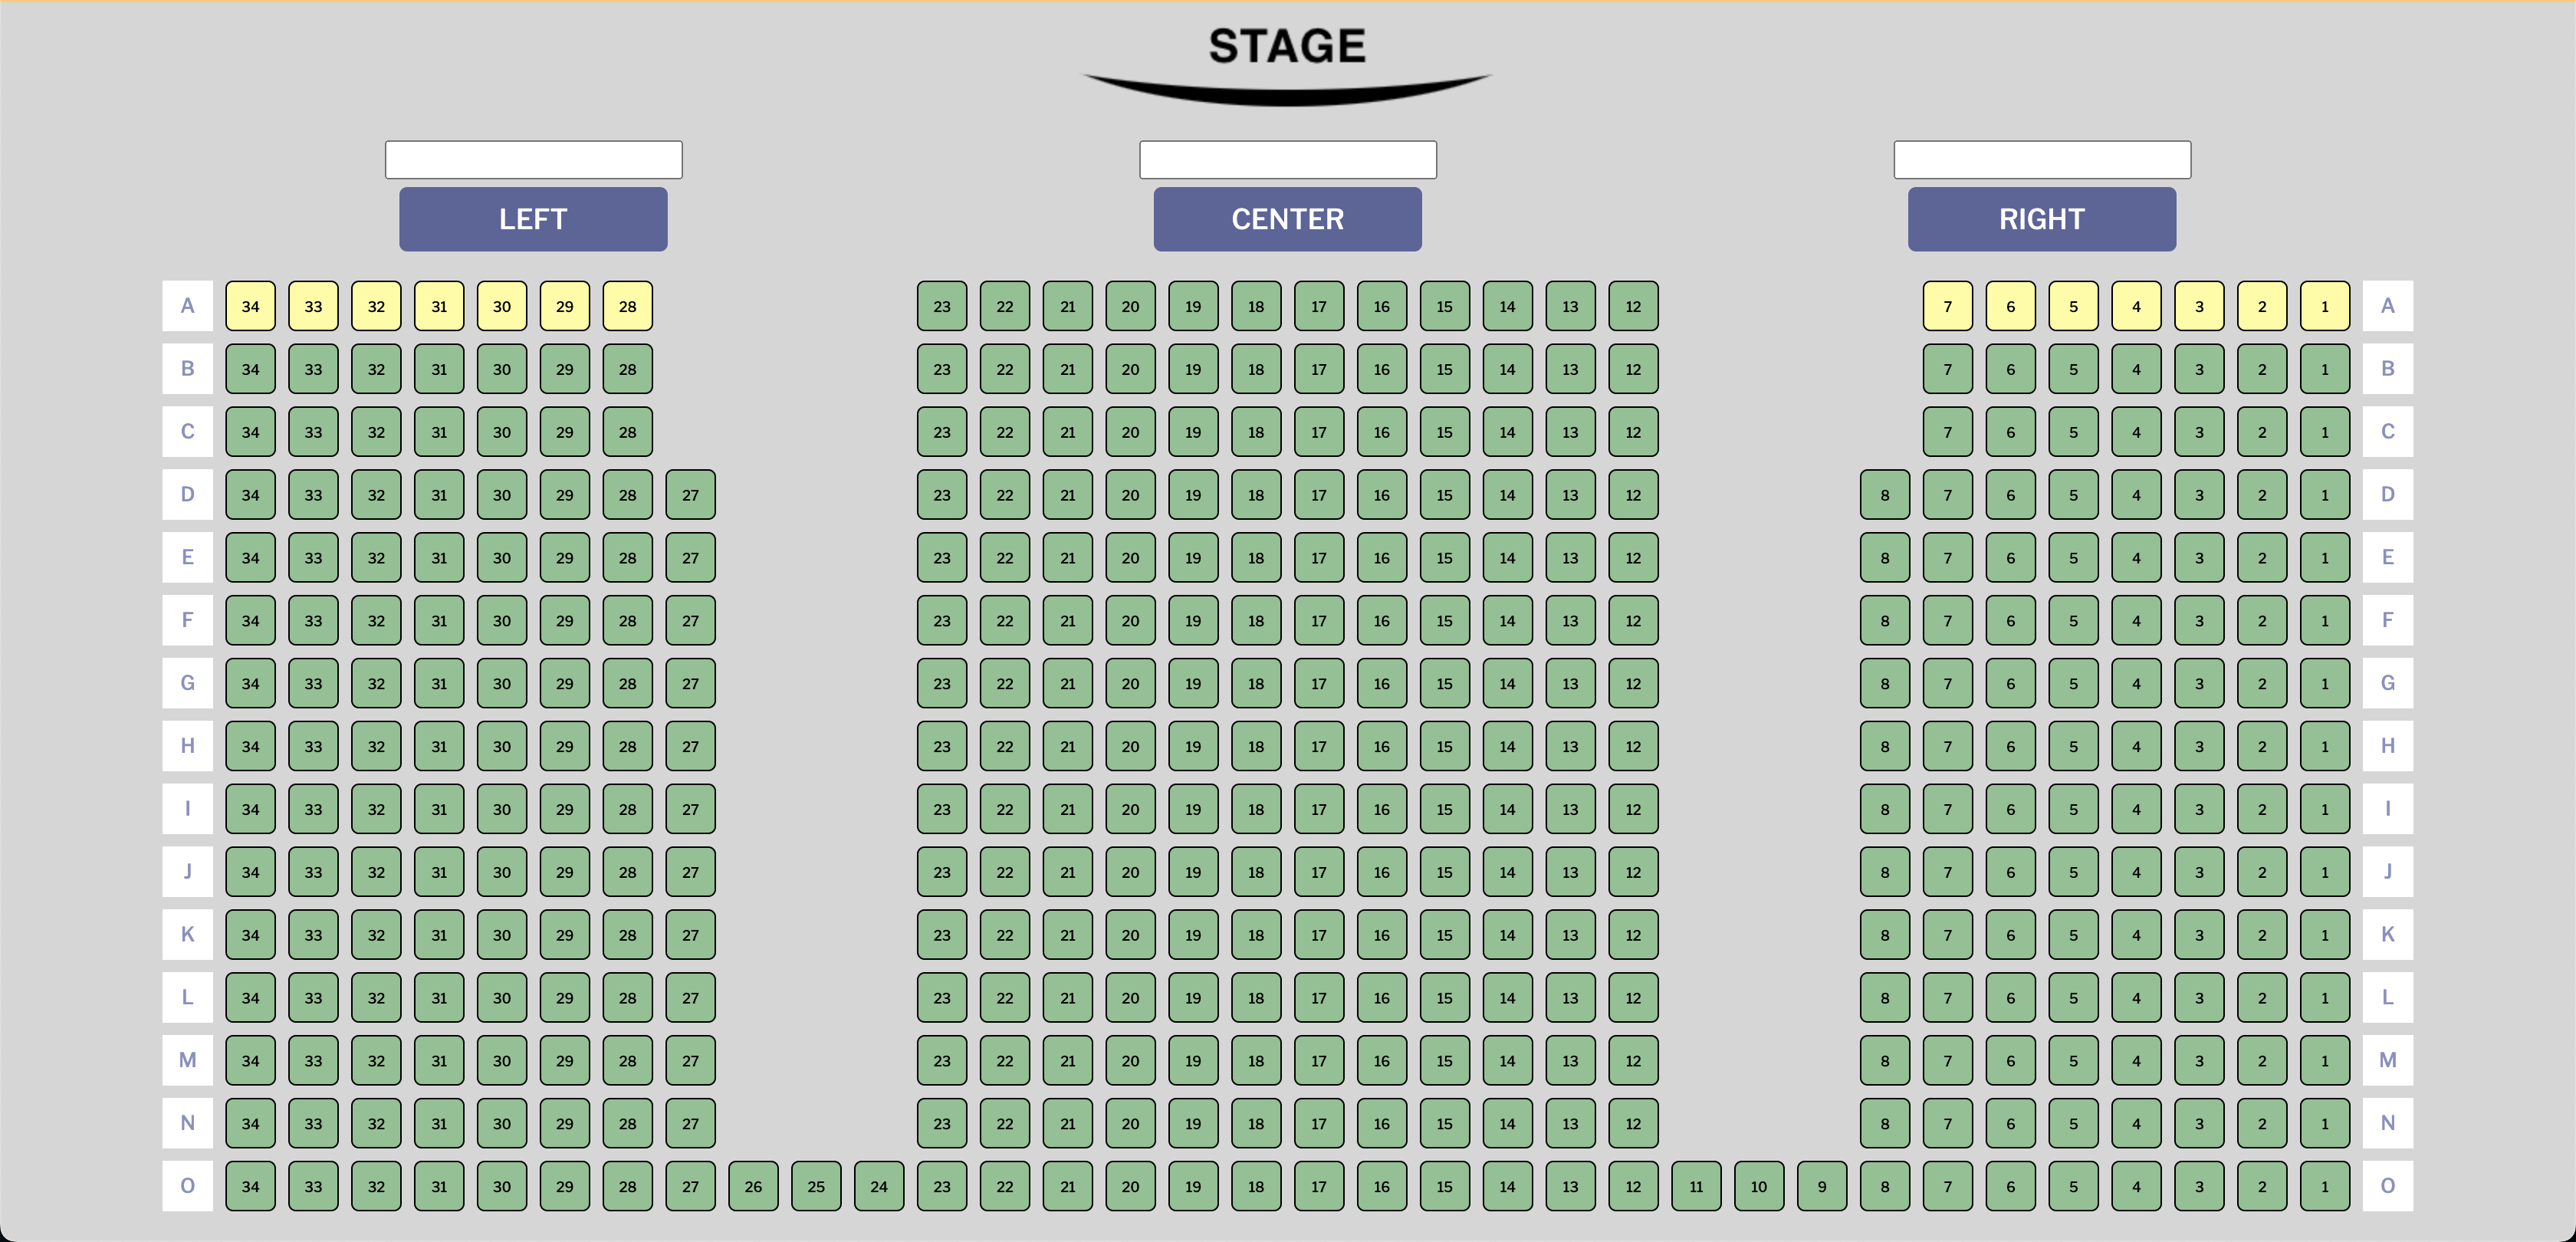 STAGE
LEFT CENTER RIGHT
A 34 33 32 31 30 29 28 23 22 21 20 19 18 17 16 15 14 13 12 7 6 5 4 3 2 1 A
B 34 33 32 31 30 29 28 23 22 21 20 19 18 17 16 15 14 13 12 7 6 5 4 3 2 1 B
C 34 33 32 31 30 29 28 23 22 21 20 19 18 17 16 15 14 13 12 7 6 5 4 3 2 1 C
D 34 33 32 31 30 29 28 27 23 22 21 20 19 18 17 16 15 14 13 12 8 7 6 5 4 3 2 1 D
E 34 33 32 31 30 29 28 27 23 22 21 20 19 18 17 16 15 14 13 12 8 7 6 5 4 3 2 1 E
F 34 33 32 31 30 29 28 27 23 22 21 20 19 18 17 16 15 14 13 12 8 7 6 5 4 3 2 1 F
G 34 33 32 31 30 29 28 27 23 22 21 20 19 18 17 16 15 14 13 12 8 7 6 5 4 3 2 1 G
H 34 33 32 31 30 29 28 27 23 22 21 20 19 18 17 16 15 14 13 12 8 7 6 5 4 3 2 1 H
I 34 33 32 31 30 29 28 27 23 22 21 20 19 18 17 16 15 14 13 12 8 7 6 5 4 3 2 1 I
J 34 33 32 31 30 29 28 27 23 22 21 20 19 18 17 16 15 14 13 12 8 7 6 5 4 3 2 1 J
K 34 33 32 31 30 29 28 27 23 22 21 20 19 18 17 16 15 14 13 12 8 7 6 5 4 3 2 1 K
L 34 33 32 31 30 29 28 27 23 22 21 20 19 18 17 16 15 14 13 12 8 7 6 5 4 3 2 1 L
M 34 33 32 31 30 29 28 27 23 22 21 20 19 18 17 16 15 14 13 12 8 7 6 5 4 3 2 1 M
N 34 33 32 31 30 29 28 27 23 22 21 20 19 18 17 16 15 14 13 12 8 7 6 5 4 3 2 1 N
O 34 33 32 31 30 29 28 27 26 25 24 23 22 21 20 19 18 17 16 15 14 13 12 11 10 9 8 7 6 5 4 3 2 1 O